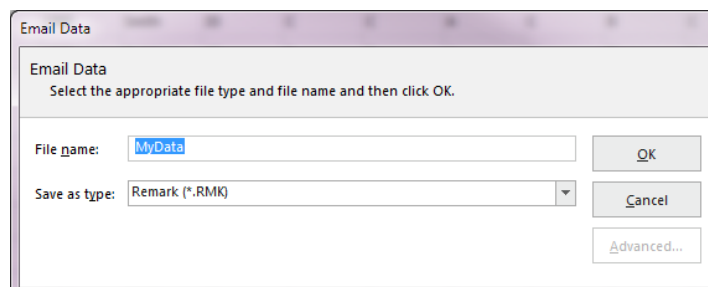 Email Data
Email Data
Select the appropriate file type and file name and then click OK.
File name: MyData OK
Save as type: Remark (*.RMK) Cancel
Advanced...